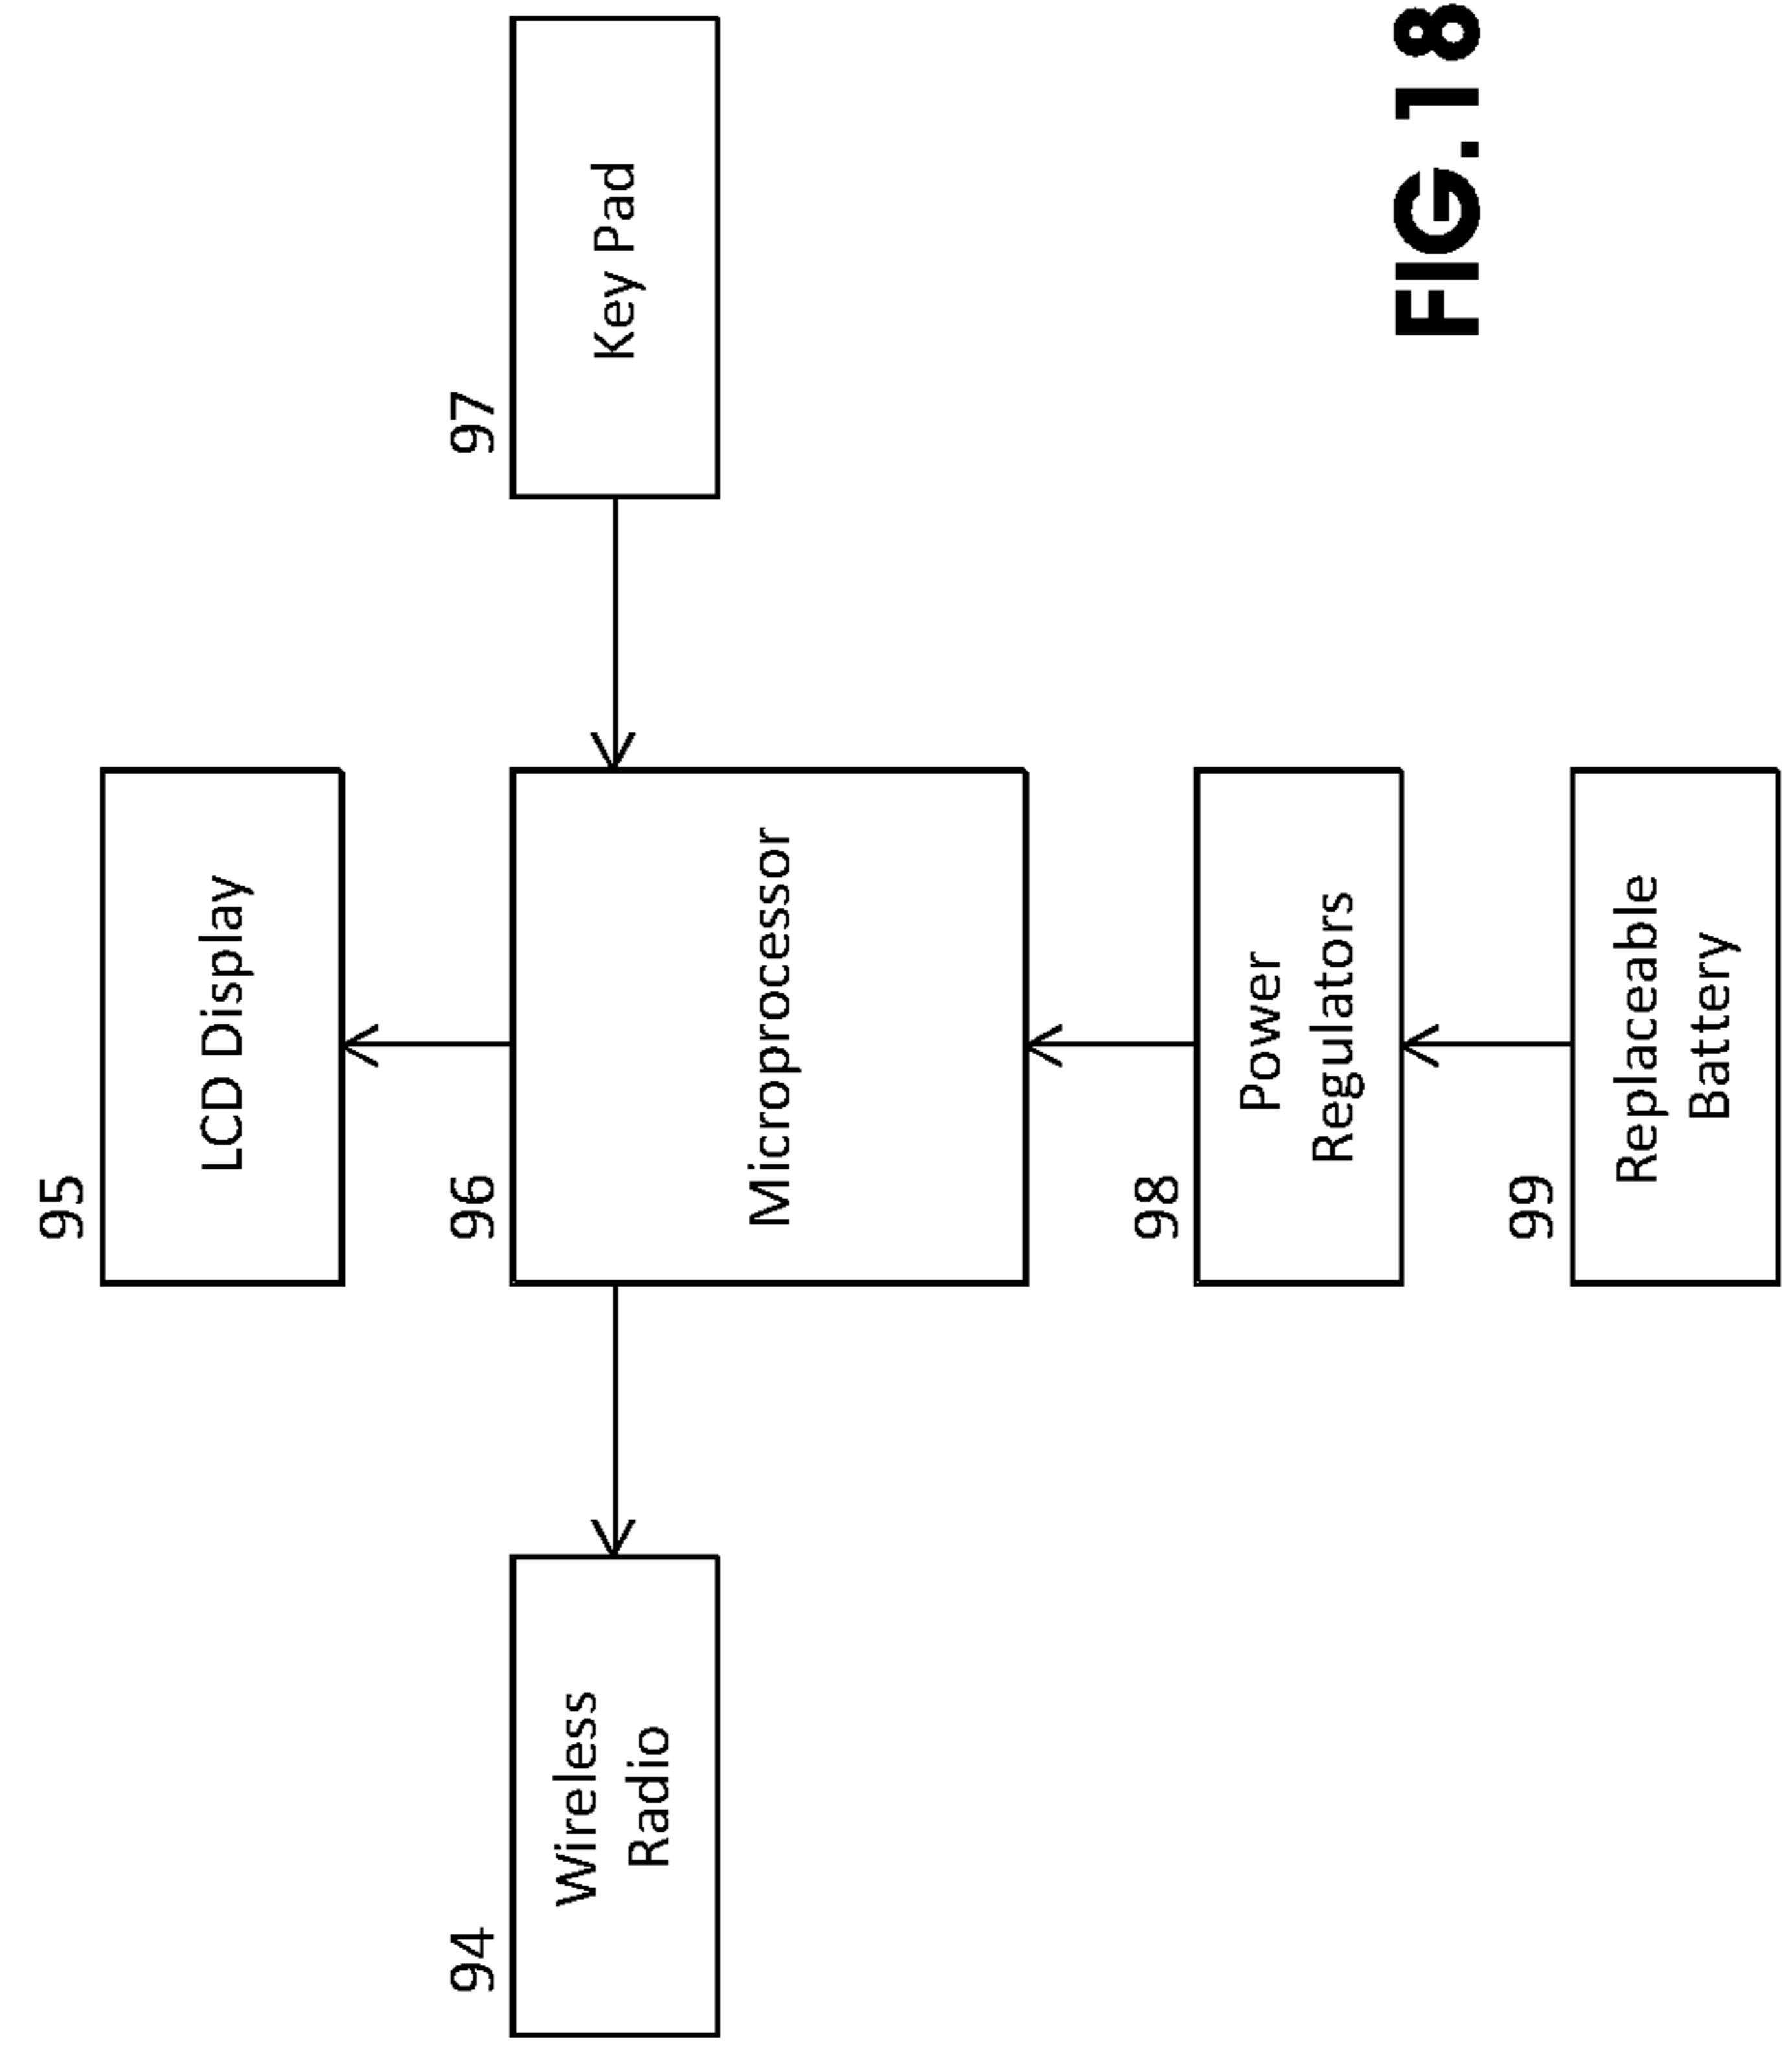 95
LCD Display
94
Wireless
Radio
96
Microprocessor
97
Key Pad
98
Power
Regulators
99
Replaceable
Battery
FIG.18